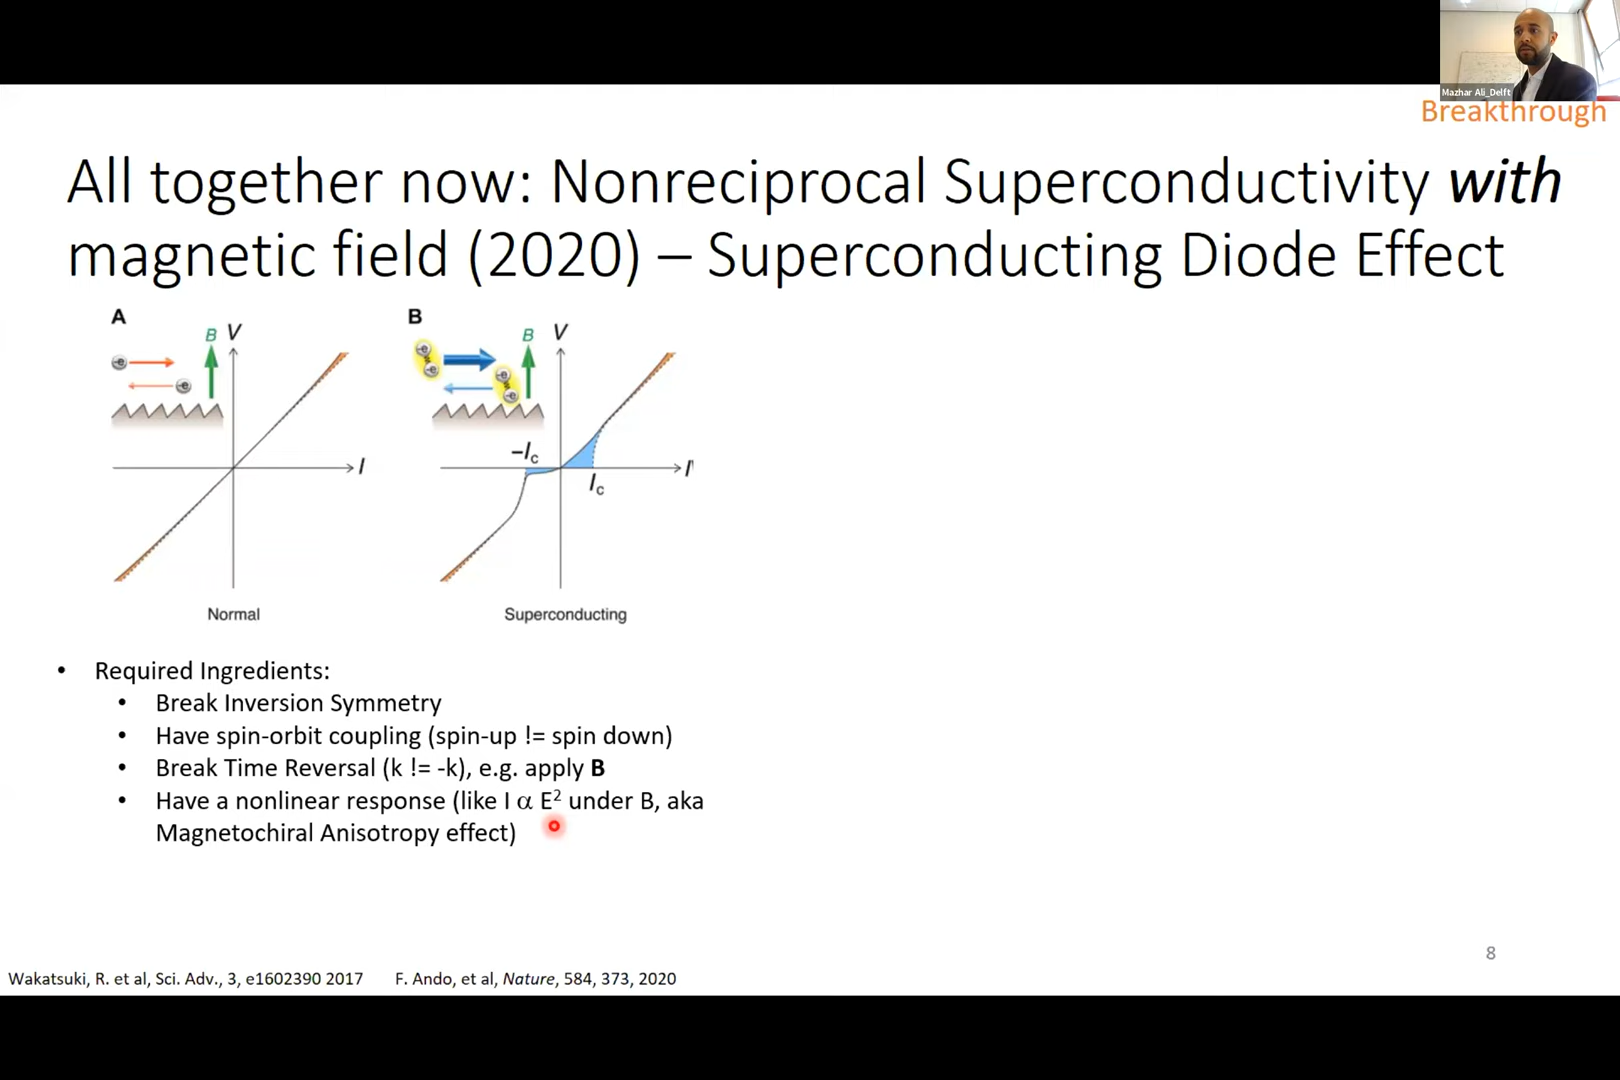 Mazhar Ali_Delft
Breakthrough
All together now: Nonreciprocal Superconductivity with
magnetic field (2020) – Superconducting Diode Effect
A
B V
-e
-e
I
Normal
B
B V
-e
-e
-e
-e
–Ic
Ic
I
Superconducting
• Required Ingredients:
• Break Inversion Symmetry
• Have spin-orbit coupling (spin-up != spin down)
• Break Time Reversal (k != -k), e.g. apply B
• Have a nonlinear response (like I α E² under B, aka
Magnetochiral Anisotropy effect)
8
Wakatsuki, R. et al, Sci. Adv., 3, e1602390 2017 F. Ando, et al, Nature, 584, 373, 2020